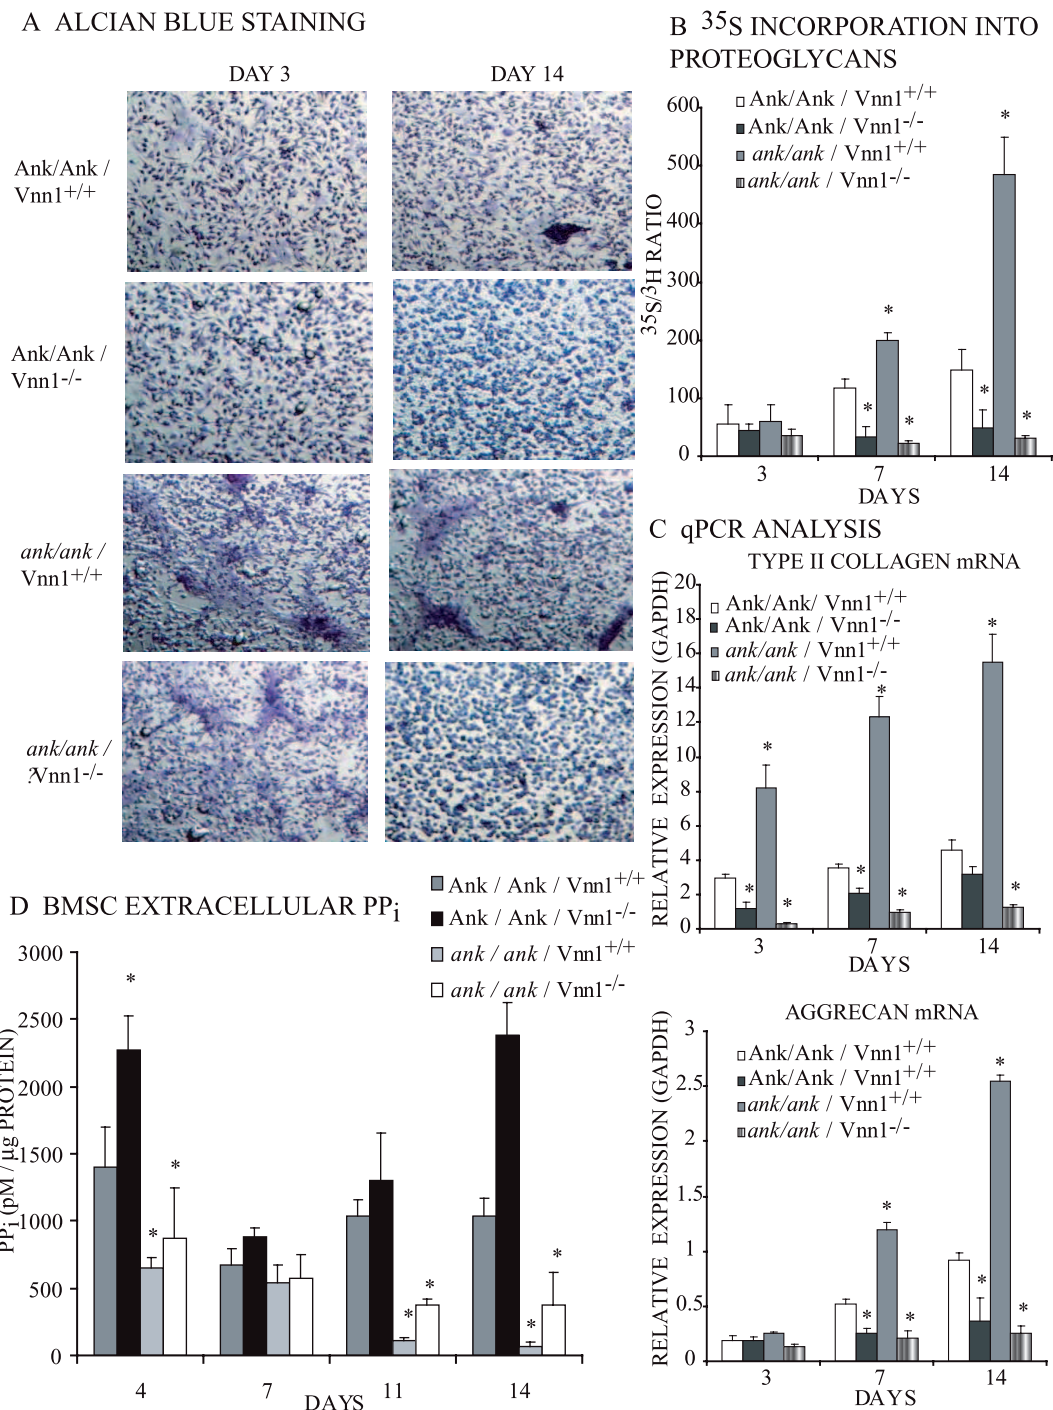 A ALCIAN BLUE STAINING
DAY 3
DAY 14
Ank/Ank /
Vnn1+/+
Ank/Ank /
Vnn1-/-
ank/ank /
Vnn1+/+
ank/ank /
?Vnn1-/-
B 35S INCORPORATION INTO
PROTEOGLYCANS
Ank/Ank / Vnn1+/+
Ank/Ank / Vnn1-/-
ank/ank / Vnn1+/+
ank/ank / Vnn1-/-
35S/3H RATIO
600
500
400
300
200
100
0
* * * * * *
3 7 14
DAYS
C qPCR ANALYSIS
TYPE II COLLAGEN mRNA
Ank/Ank/ Vnn1+/+
Ank/Ank / Vnn1-/-
ank/ank / Vnn1+/+
ank/ank / Vnn1-/-
RELATIVE EXPRESSION (GAPDH)
20
18
16
14
12
10
8
6
4
2
0
* * * * * * * *
3 7 14
DAYS
AGGRECAN mRNA
Ank/Ank / Vnn1+/+
Ank/Ank / Vnn1+/+
ank/ank / Vnn1+/+
ank/ank / Vnn1-/-
RELATIVE EXPRESSION (GAPDH)
3
2.5
2
1.5
1
0.5
0
* * * * * *
3 7 14
DAYS
D BMSC EXTRACELLULAR PPi
Ank / Ank / Vnn1+/+
Ank / Ank / Vnn1-/-
ank / ank / Vnn1+/+
ank / ank / Vnn1-/-
PPi (pM / µg PROTEIN)
3000
2500
2000
1500
1000
500
0
* * * * * * *
4 7 11 14
DAYS